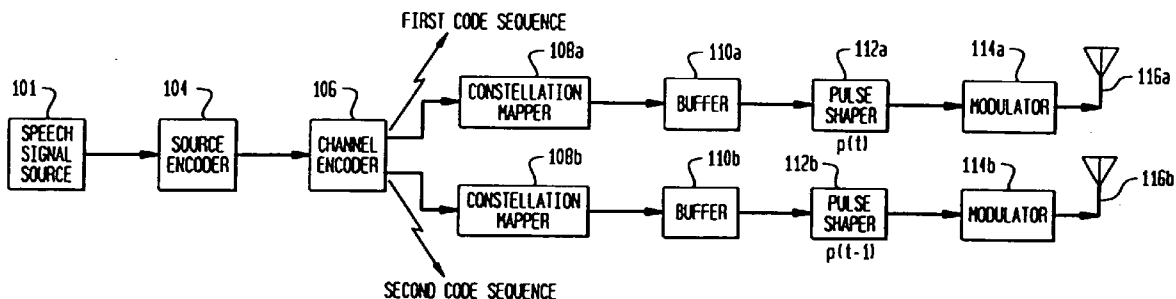 FIRST CODE SEQUENCE
101
SPEECH
SIGNAL
SOURCE
104
SOURCE
ENCODER
106
CHANNEL
ENCODER
108a
CONSTELLATION
MAPPER
110a
BUFFER
112a
PULSE
SHAPER
p(t)
114a
MODULATOR
116a
108b
CONSTELLATION
MAPPER
110b
BUFFER
112b
PULSE
SHAPER
p(t-1)
114b
MODULATOR
116b
SECOND CODE SEQUENCE